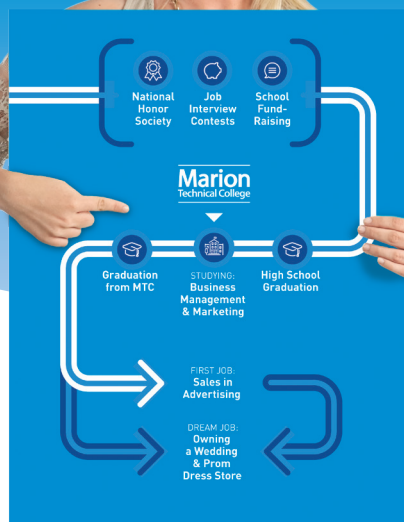 National
Honor
Society
Job
Interview
Contests
School
Fund-
Raising
Marion
Technical College
Graduation
from MTC
STUDYING:
Business
Management
& Marketing
High School
Graduation
FIRST JOB:
Sales in
Advertising
DREAM JOB:
Owning
a Wedding
& Prom
Dress Store